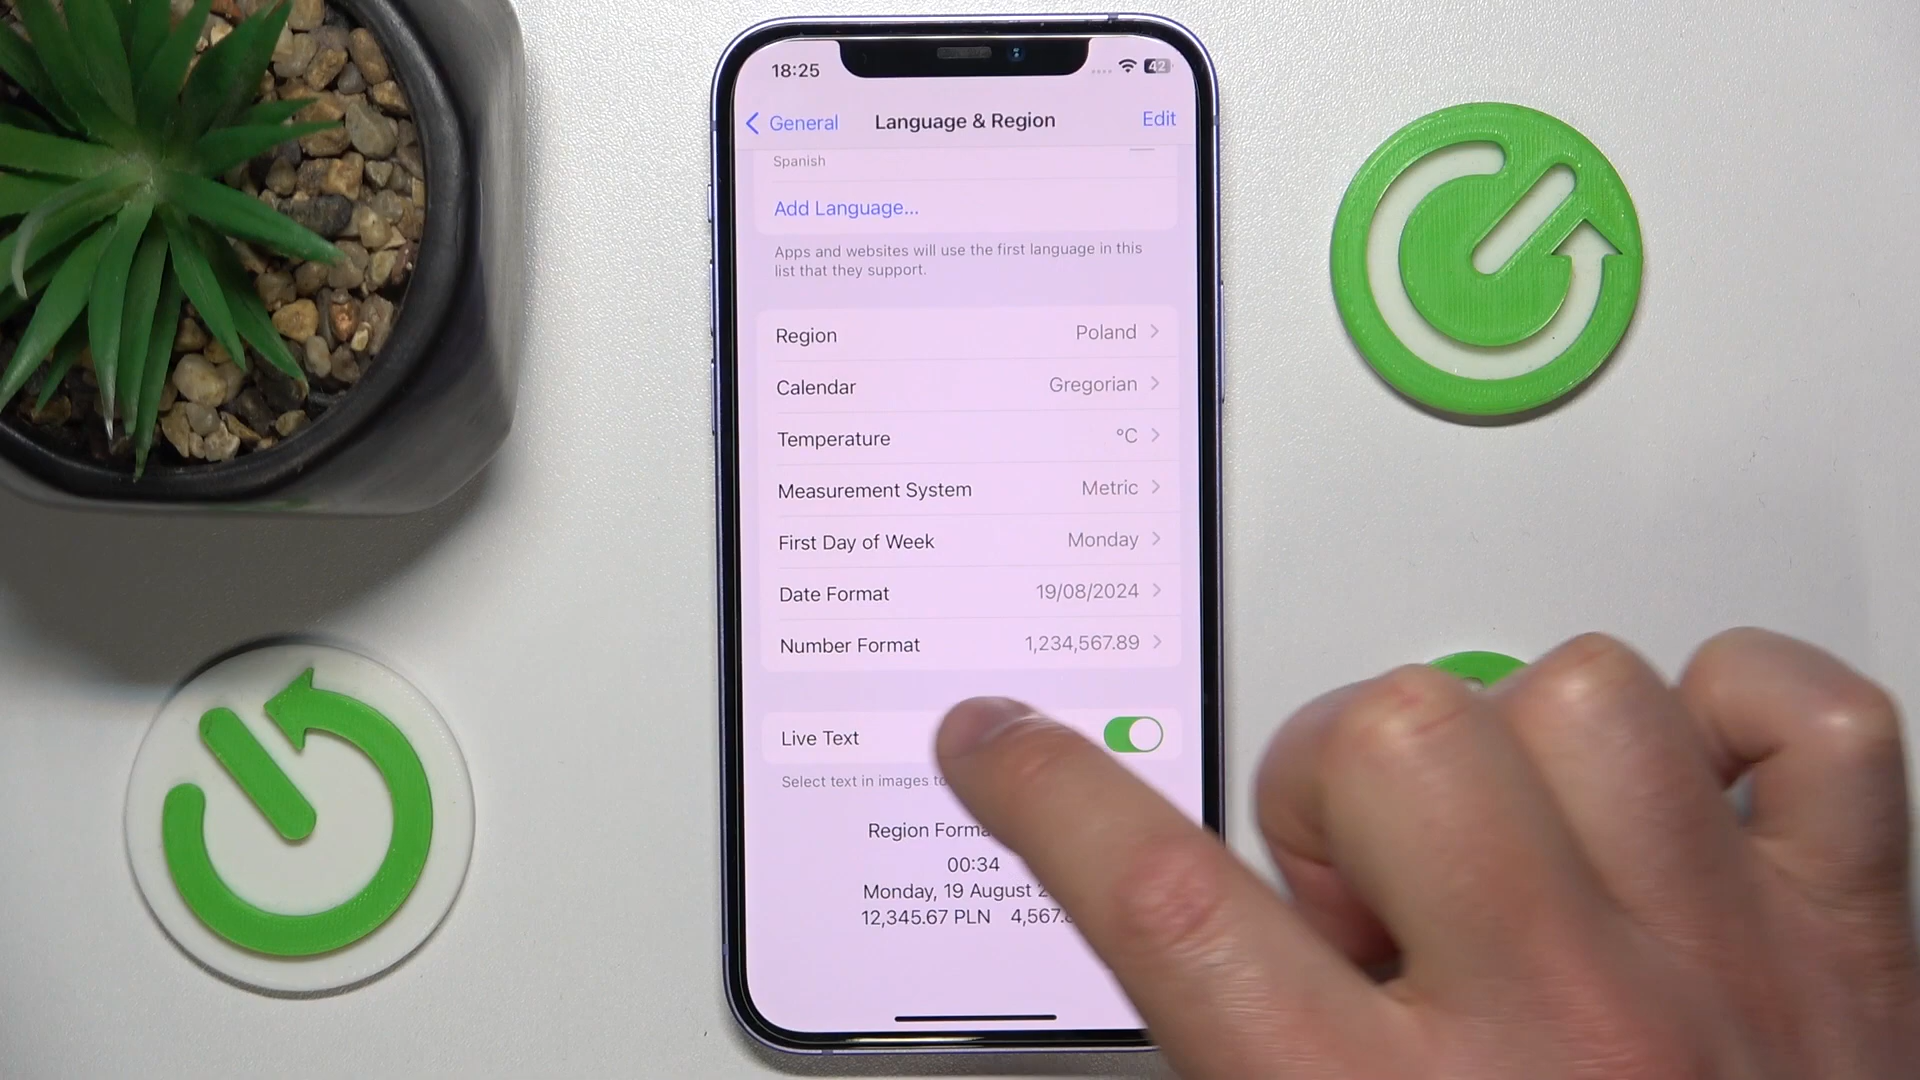 18:25
42
General
Language & Region
Edit
Spanish
Add Language...
Apps and websites will use the first language in this
list that they support.
Region Poland
Calendar Gregorian
Temperature °C
Measurement System Metric
First Day of Week Monday
Date Format 19/08/2024
Number Format 1,234,567.89
Live Text
Select text in images
Region
00:34
Monday, 19 August
12,345.67 PLN